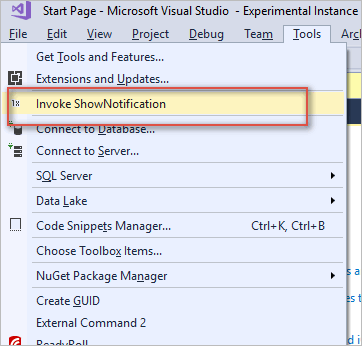 Start Page - Microsoft Visual Studio - Experimental Instance
File Edit View Project Debug Team Tools Arch
Get Tools and Features...
Extensions and Updates...
Invoke ShowNotification
Connect to Database...
Connect to Server...
SQL Server
Data Lake
Code Snippets Manager... Ctrl+K, Ctrl+B
Choose Toolbox Items...
NuGet Package Manager
Create GUID
External Command 2
ReadyRoll